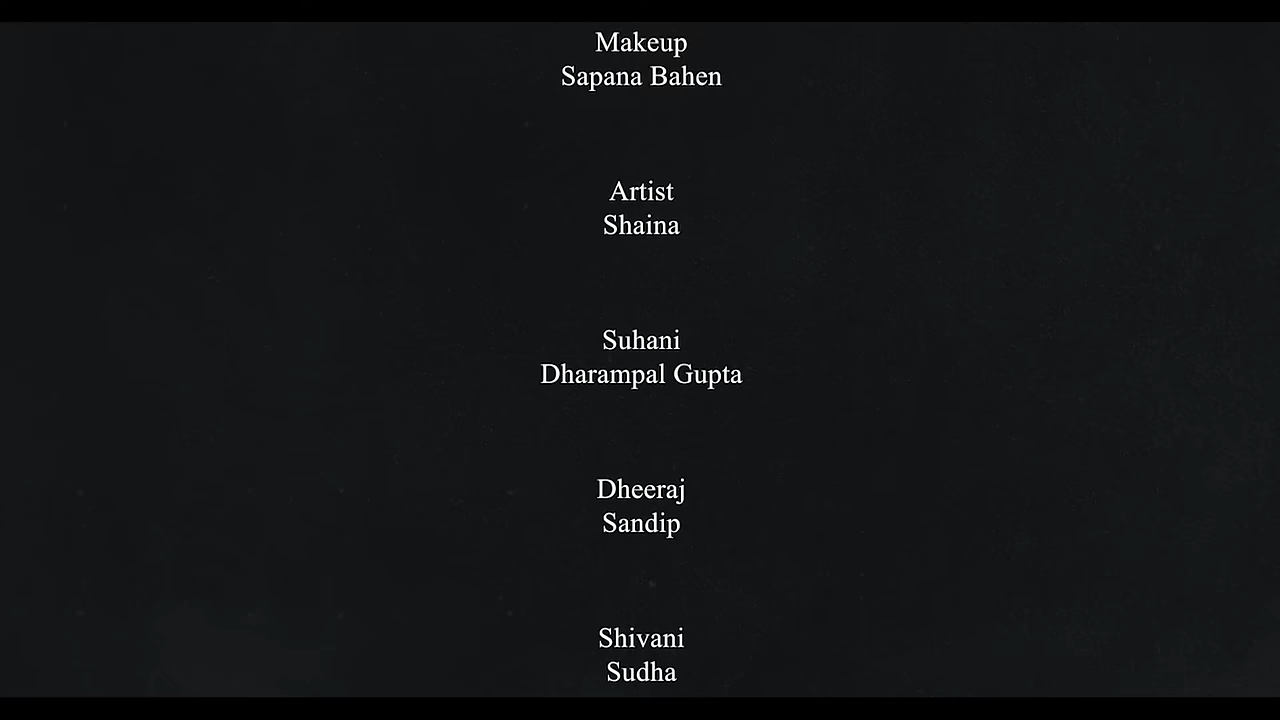 Makeup
Sapana Bahen
Artist
Shaina
Suhani
Dharampal Gupta
Dheeraj
Sandip
Shivani
Sudha